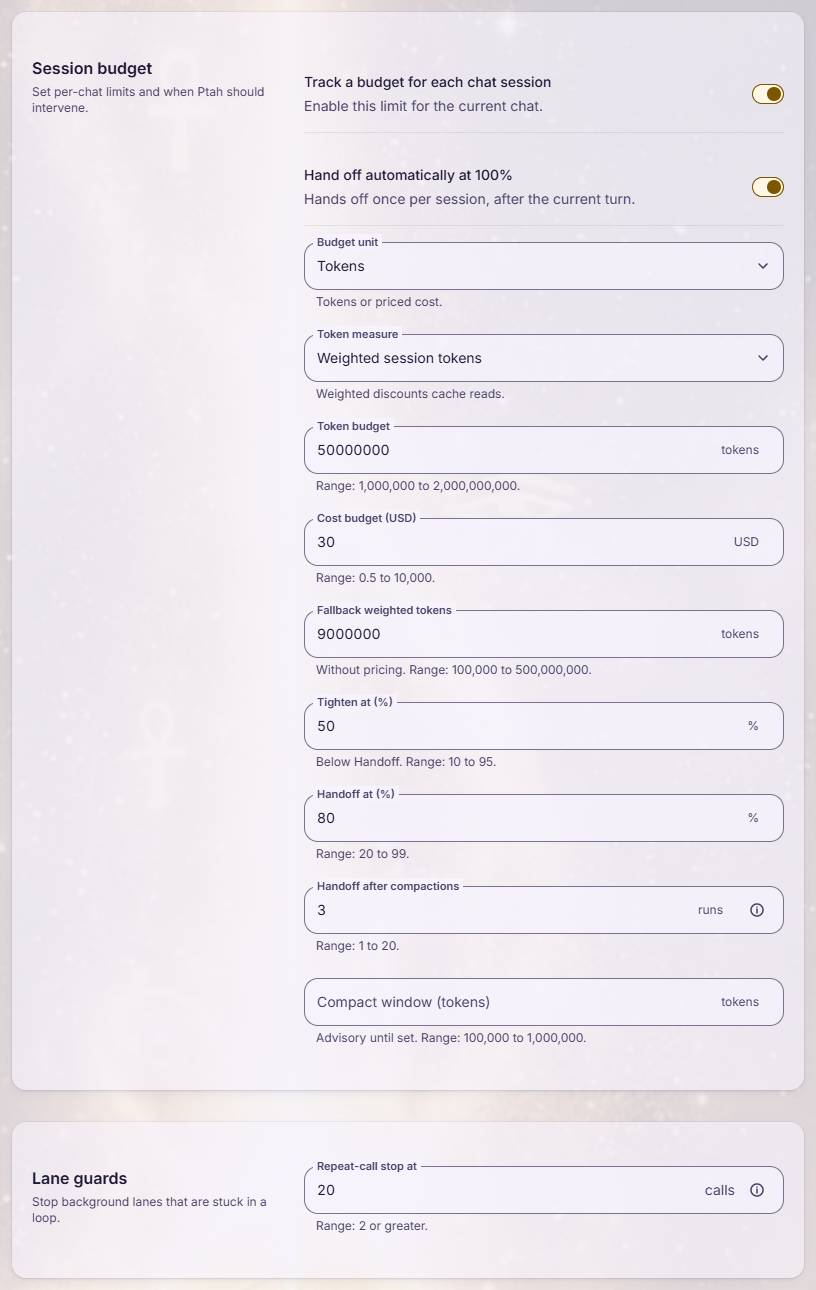 Session budget
Set per-chat limits and when Ptah should
intervene.
Track a budget for each chat session
Enable this limit for the current chat.
Hand off automatically at 100%
Hands off once per session, after the current turn.
Budget unit
Tokens
Tokens or priced cost.
Token measure
Weighted session tokens
Weighted discounts cache reads.
Token budget
50000000 tokens
Range: 1,000,000 to 2,000,000,000.
Cost budget (USD)
30 USD
Range: 0.5 to 10,000.
Fallback weighted tokens
9000000 tokens
Without pricing. Range: 100,000 to 500,000,000.
Tighten at (%)
50 %
Below Handoff. Range: 10 to 95.
Handoff at (%)
80 %
Range: 20 to 99.
Handoff after compactions
3 runs
Range: 1 to 20.
Compact window (tokens) tokens
Advisory until set. Range: 100,000 to 1,000,000.
Lane guards
Stop background lanes that are stuck in a
loop.
Repeat-call stop at
20 calls
Range: 2 or greater.